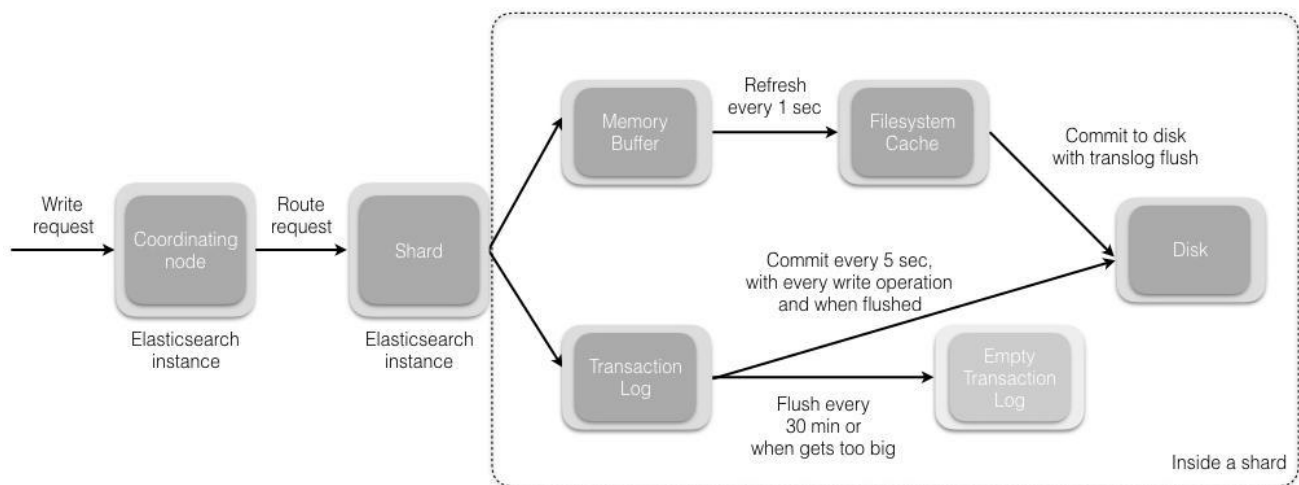 Write
request
Coordinating
node
Elasticsearch
instance
Route
request
Shard
Elasticsearch
instance
Memory
Buffer
Refresh
every 1 sec
Filesystem
Cache
Commit to disk
with translog flush
Disk
Commit every 5 sec,
with every write operation
and when flushed
Transaction
Log
Flush every
30 min or
when gets too big
Empty
Transaction
Log
Inside a shard